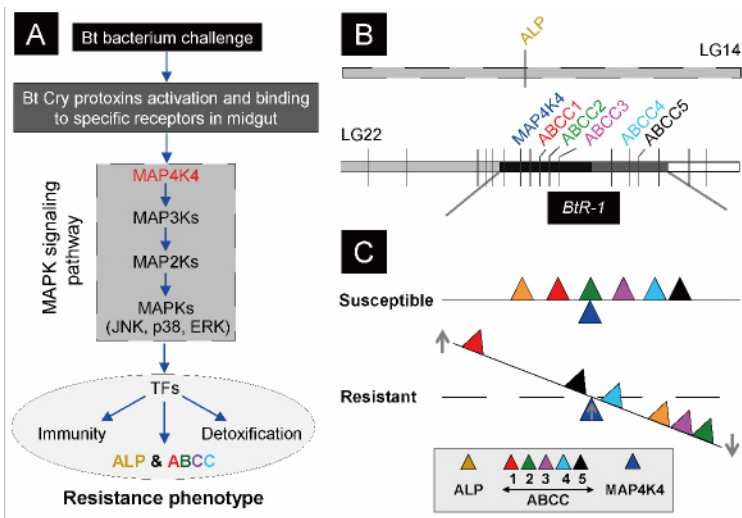 A
Bt bacterium challenge
Bt Cry protoxins activation and binding
to specific receptors in midgut
MAPK signaling
pathway
MAP4K4
MAP3Ks
MAP2Ks
MAPKs
(JNK, p38, ERK)
TFs
Immunity
Detoxification
ALP & ABCC
Resistance phenotype
B
ALP
LG14
LG22
MAP4K4
ABCC1
ABCC2
ABCC3
ABCC4
ABCC5
BtR-1
C
Susceptible
Resistant
1 2 3 4 5
ALP ABCC MAP4K4